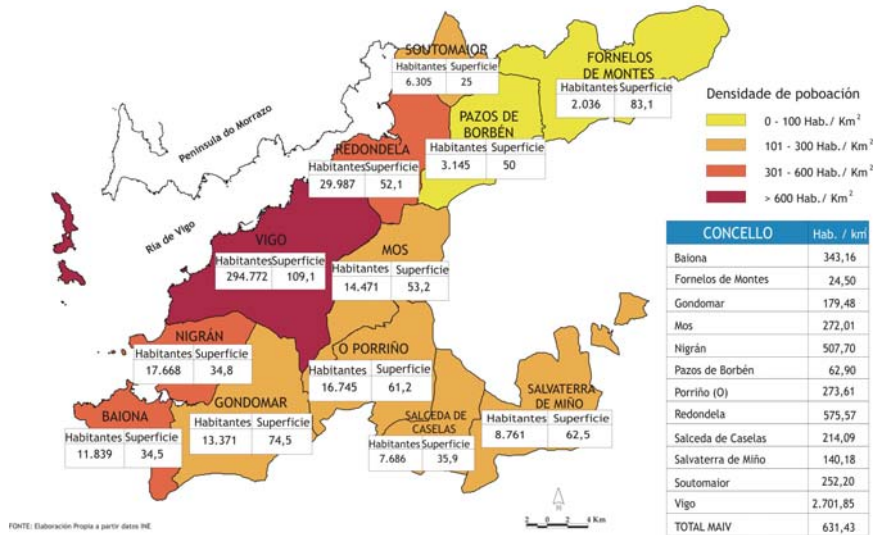 SOUTOMAIOR
Habitantes Superficie
6.305 25
FORNELOS
DE MONTES
Habitantes Superficie
2.036 83,1
PAZOS DE
BORBÉN
Habitantes Superficie
3.145 50
Península do Morrazo
REDONDELA
Habitantes Superficie
29.987 52,1
Ría de Vigo
VIGO
Habitantes Superficie
294.772 109,1
MOS
Habitantes Superficie
14.471 53,2
NIGRÁN
Habitantes Superficie
17.668 34,8
O PORRIÑO
Habitantes Superficie
16.745 61,2
BAIONA
Habitantes Superficie
11.839 34,5
GONDOMAR
Habitantes Superficie
13.371 74,5
SALCEDA DE
CASELAS
Habitantes Superficie
7.686 35,9
SALVATERRA
DE MIÑO
Habitantes Superficie
8.761 62,5
Densidade de poboación
0 - 100 Hab./ Km²
101 - 300 Hab./ Km²
301 - 600 Hab./ Km²
> 600 Hab./ Km²
CONCELLO Hab. / km²
Baiona 343,16
Fornelos de Montes 24,50
Gondomar 179,48
Mos 272,01
Nigrán 507,70
Pazos de Borbén 62,90
Porriño (O) 273,61
Redondela 575,57
Salceda de Caselas 214,09
Salvaterra de Miño 140,18
Soutomaior 252,20
Vigo 2.701,85
TOTAL MAIV 631,43
N
2 0 2 4 Km
FONTE: Elaboración Propia a partir datos INE